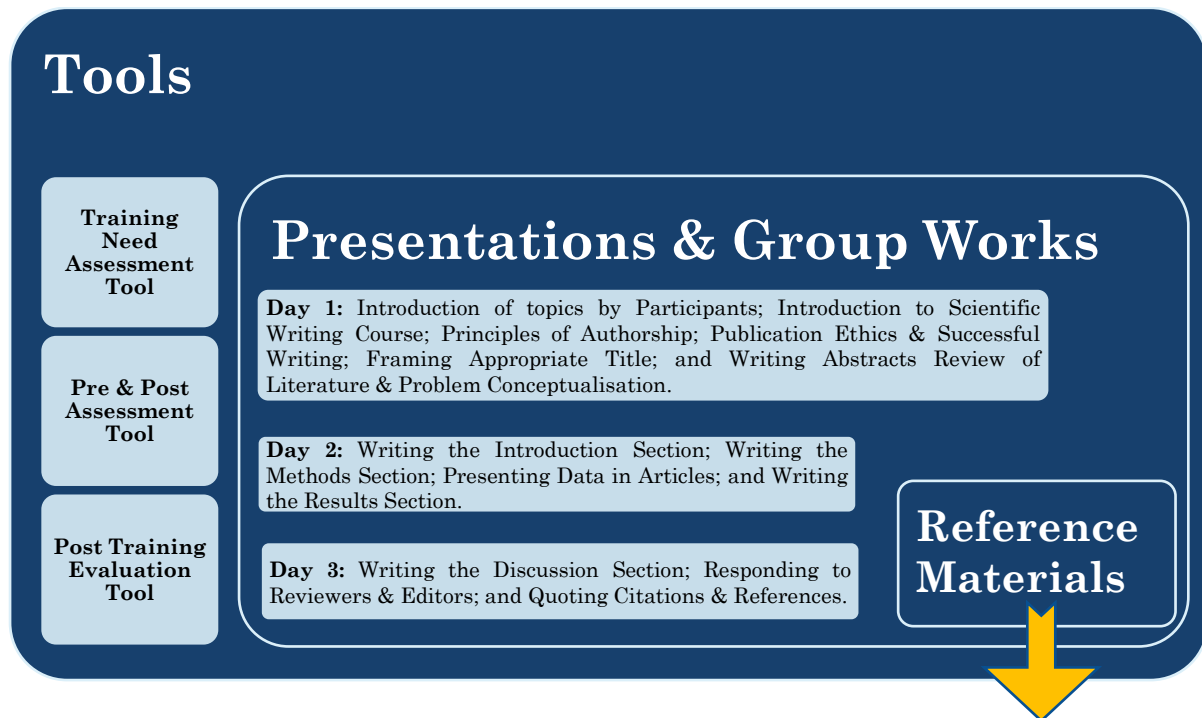 Tools
Training
Need
Assessment
Tool
Pre & Post
Assessment
Tool
Post Training
Evaluation
Tool
Presentations & Group Works
Day 1: Introduction of topics by Participants; Introduction to Scientific
Writing Course; Principles of Authorship; Publication Ethics & Successful
Writing; Framing Appropriate Title; and Writing Abstracts Review of
Literature & Problem Conceptualisation.
Day 2: Writing the Introduction Section; Writing the
Methods Section; Presenting Data in Articles; and Writing
the Results Section.
Day 3: Writing the Discussion Section; Responding to
Reviewers & Editors; and Quoting Citations & References.
Reference
Materials